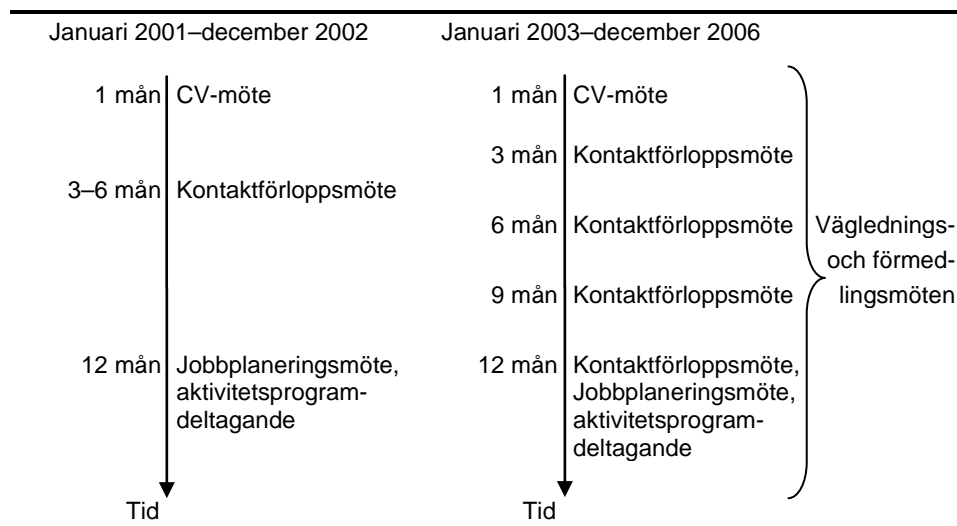 Januari 2001–december 2002
1 mån CV-möte
3–6 mån Kontaktförloppsmöte
12 mån Jobbplaneringsmöte,
aktivitetsprogram-
deltagande
Tid
Januari 2003–december 2006
1 mån CV-möte
3 mån Kontaktförloppsmöte
6 mån Kontaktförloppsmöte
9 mån Kontaktförloppsmöte
12 mån Kontaktförloppsmöte,
Jobbplaneringsmöte,
aktivitetsprogram-
deltagande
Tid
Väglednings-
och förmed-
lingsmöten